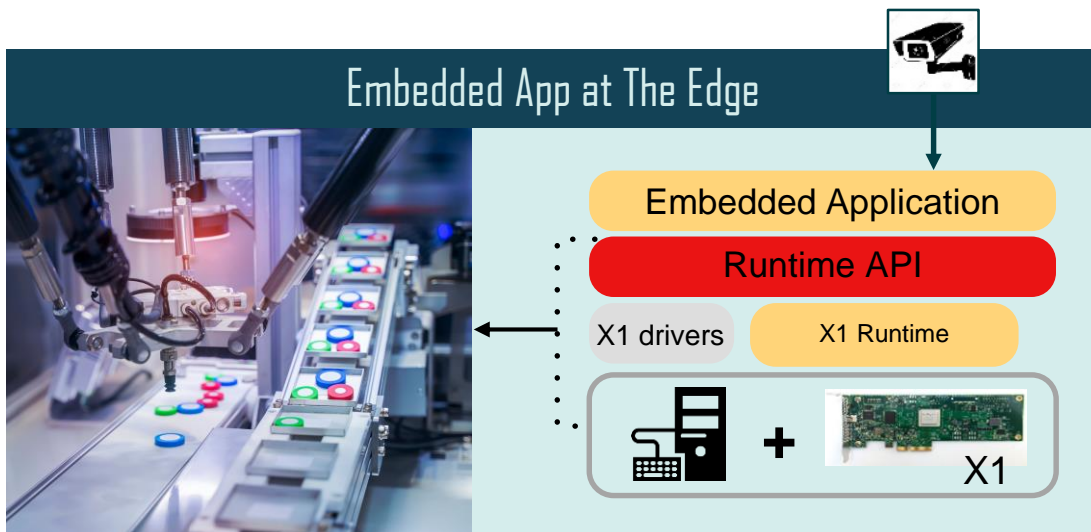 Embedded App at The Edge
Embedded Application
Runtime API
X1 drivers
X1 Runtime
+
X1